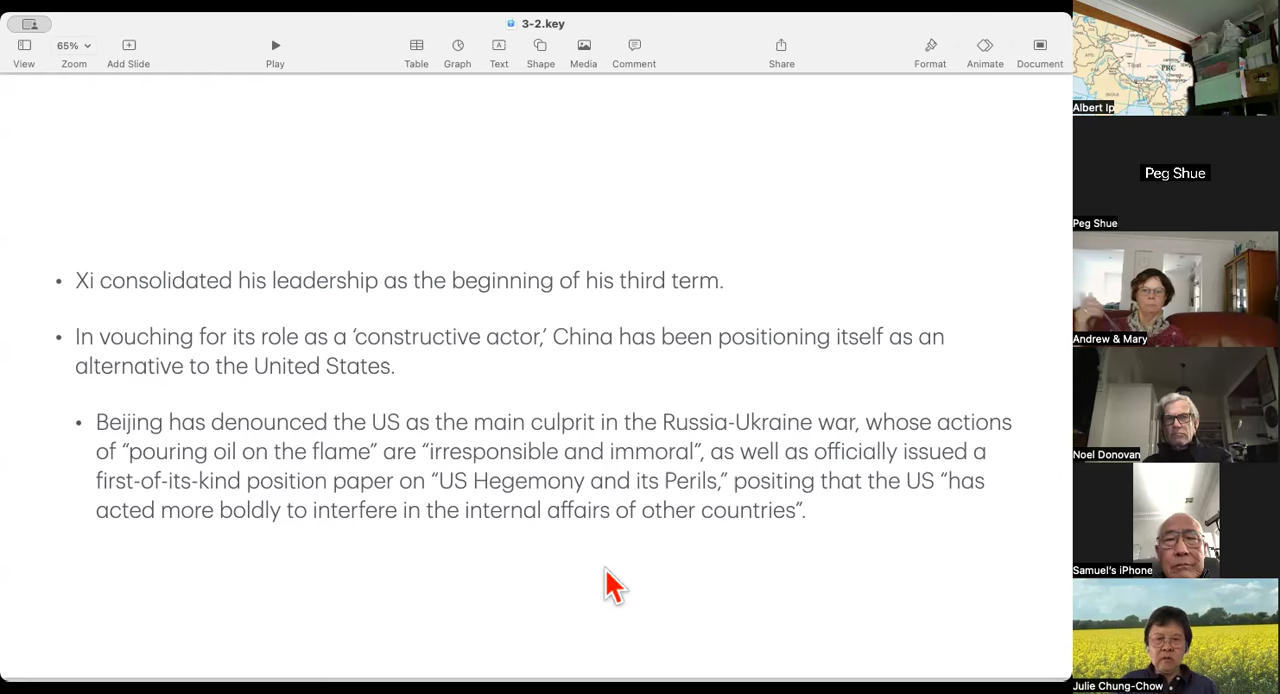 3-2.key
65%
View
Zoom
Add Slide
Play
Table
Graph
Text
Shape
Media
Comment
Share
Format
Animate
Document
• Xi consolidated his leadership as the beginning of his third term.
• In vouching for its role as a ‘constructive actor,’ China has been positioning itself as an
alternative to the United States.
• Beijing has denounced the US as the main culprit in the Russia-Ukraine war, whose actions
of “pouring oil on the flame” are “irresponsible and immoral”, as well as officially issued a
first-of-its-kind position paper on “US Hegemony and its Perils,” positing that the US “has
acted more boldly to interfere in the internal affairs of other countries”.
PRC
Albert Ip
Peg Shue
Peg Shue
Andrew & Mary
Noel Donovan
Samuel's iPhone
Julie Chung-Chow